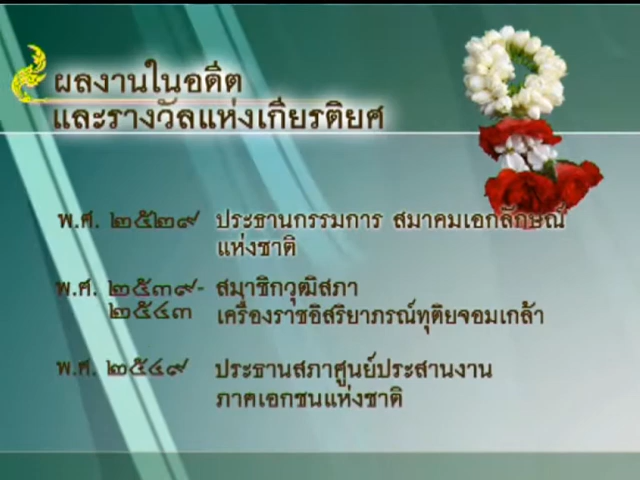 ผลงานในอดีต
และรางวัลแห่งเกียรติยศ
พ.ศ. ๒๕๒๙ ประธานกรรมการ สมาคมเอกลักษณ์
แห่งชาติ
พ.ศ. ๒๕๓๙- สมาชิกวุฒิสภา
๒๕๔๓ เครื่องราชอิสริยาภรณ์ทุติยจอมเกล้า
พ.ศ. ๒๕๔๙ ประธานสภาศูนย์ประสานงาน
ภาคเอกชนแห่งชาติ